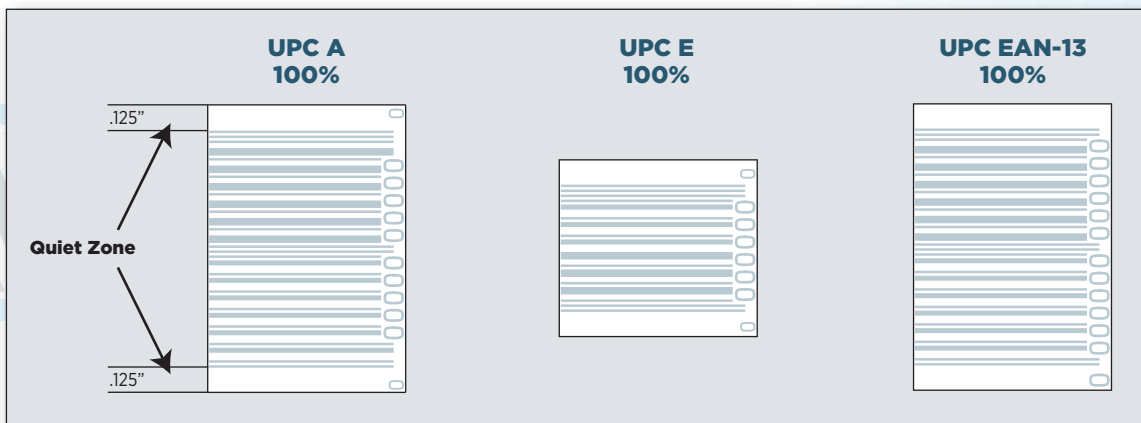 UPC A
100%
UPC E
100%
UPC EAN-13
100%
.125”
Quiet Zone
.125”